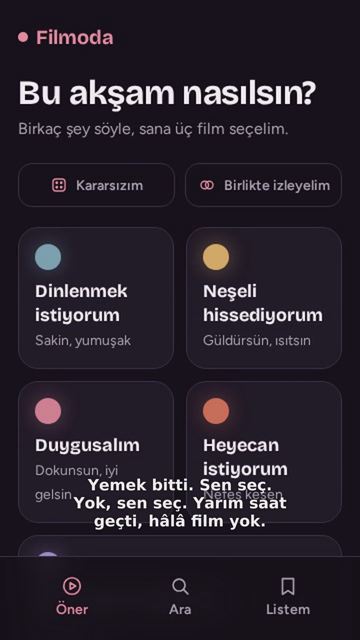 Filmoda
Bu akşam nasılsın?
Birkaç şey söyle, sana üç film seçelim.
Kararsızım
Birlikte izleyelim
Dinlenmek
istiyorum
Sakin, yumuşak
Neşeli
hissediyorum
Güldürsün, ısıtsın
Duygusalım
Dokunsun, iyi
gelsin
Heyecan
istiyorum
Nefes kesen
Yemek bitti. Sen seç.
Yok, sen seç. Yarım saat
geçti, hâlâ film yok.
Öner
Ara
Listem